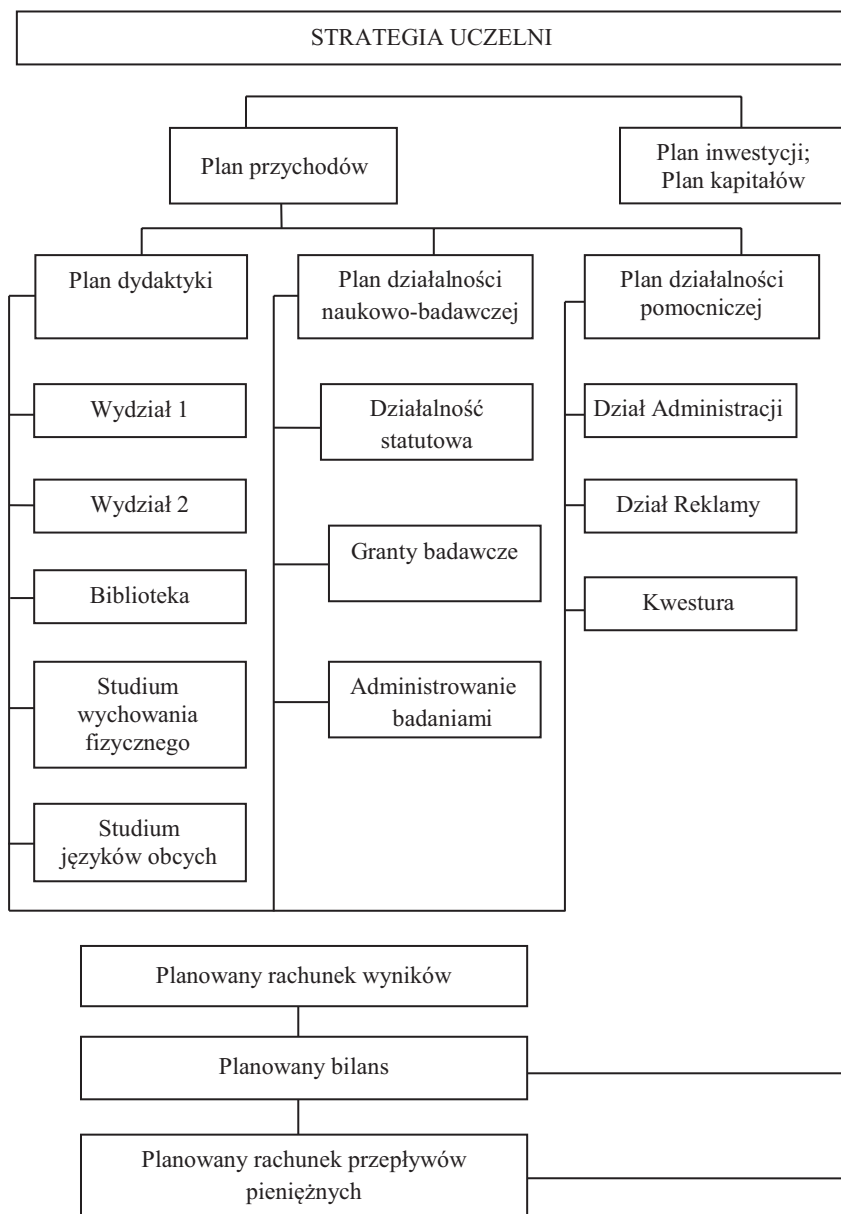 STRATEGIA UCZELNI
Plan przychodów
Plan inwestycji;
Plan kapitałów
Plan dydaktyki
Plan działalności
naukowo-badawczej
Plan działalności
pomocniczej
Wydział 1
Działalność
statutowa
Dział Administracji
Wydział 2
Granty badawcze
Dział Reklamy
Biblioteka
Kwestura
Studium
wychowania
fizycznego
Administrowanie
badaniami
Studium
języków obcych
Planowany rachunek wyników
Planowany bilans
Planowany rachunek przepływów
pieniężnych